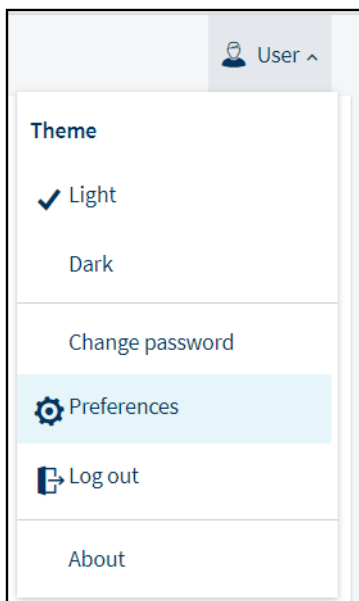 User
Theme
Light
Dark
Change password
Preferences
Log out
About